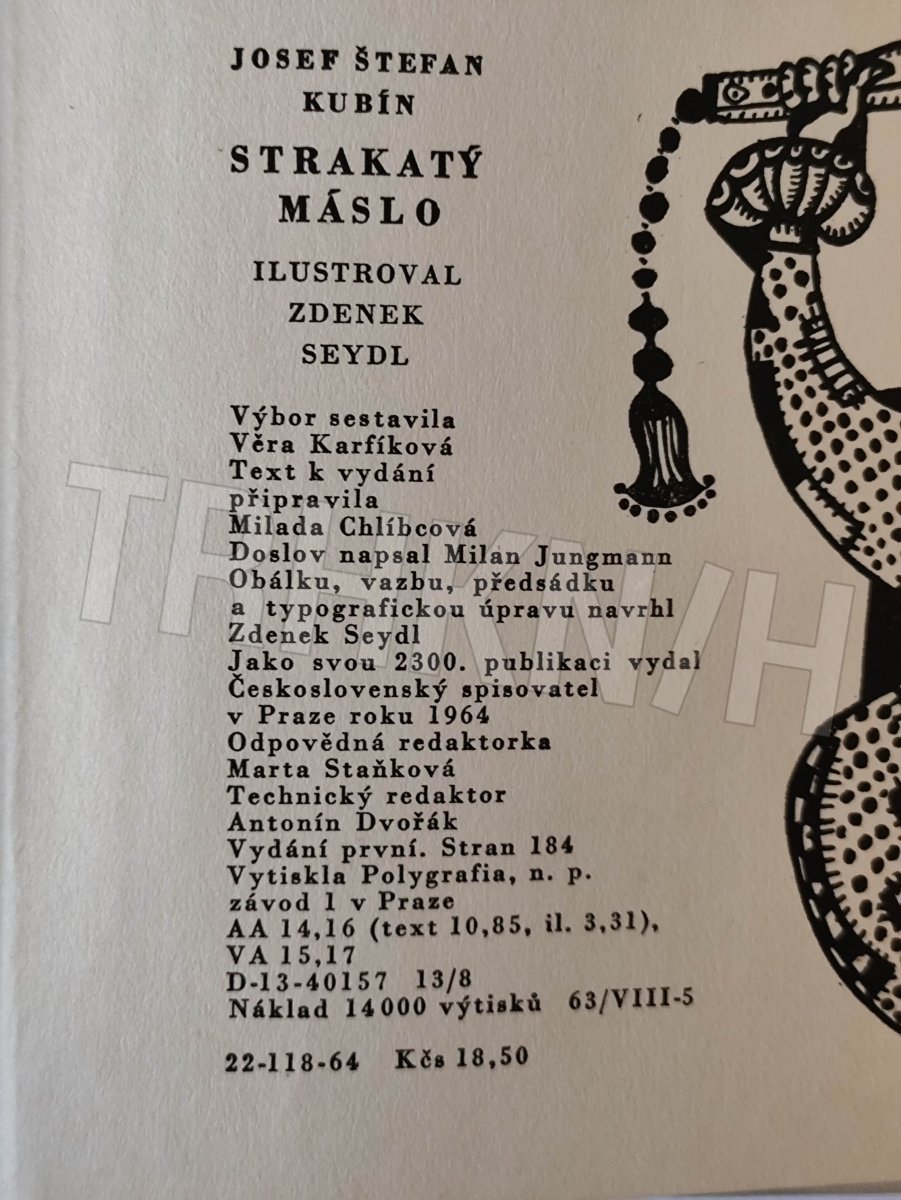 JOSEF ŠTEFAN
KUBÍN
STRAKATÝ
MÁSLO
ILUSTROVAL
ZDENEK
SEYDL
Výbor sestavila
Věra Karfíková
Text k vydání
připravila
Milada Chlíbcová
Doslov napsal Milan Jungmann
Obálku, vazbu, předsádku
a typografickou úpravu navrhl
Zdenek Seydl
Jako svou 2300. publikaci vydal
Československý spisovatel
v Praze roku 1964
Odpovědná redaktorka
Marta Staňková
Technický redaktor
Antonín Dvořák
Vydání první. Stran 184
Vytiskla Polygrafia, n. p.
závod 1 v Praze
AA 14,16 (text 10,85, il. 3,31),
VA 15,17
D-13-40157 13/8
Náklad 14000 výtisků 63/VIII-5
22-118-64 Kčs 18,50